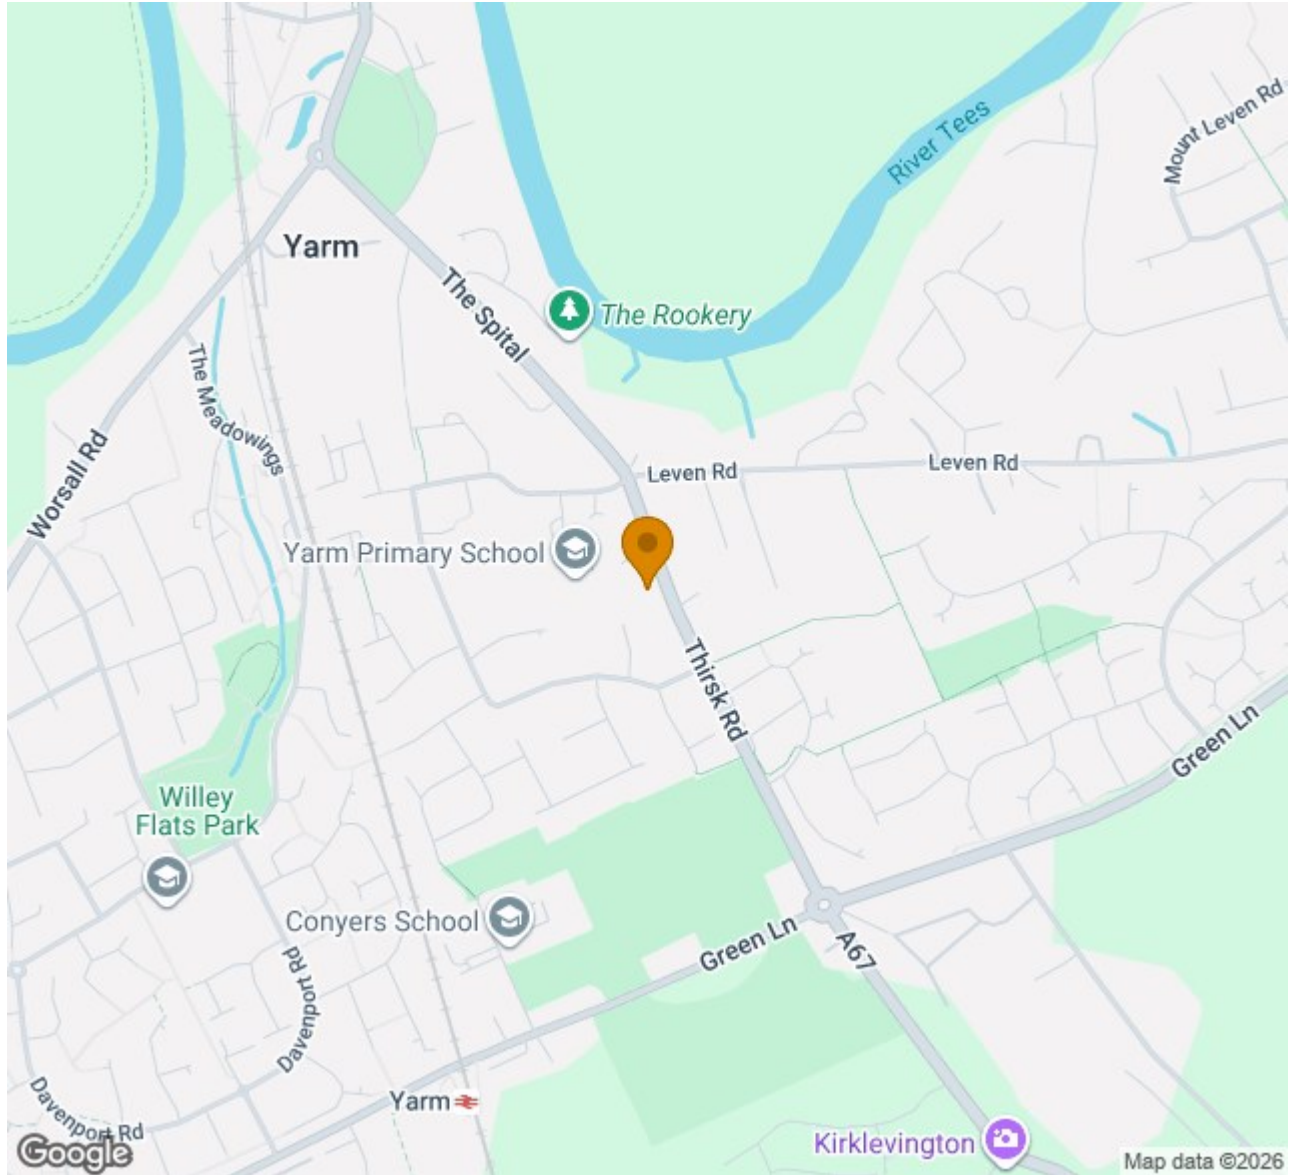 Mount Leven Rd
River Tees
Yarm
The Spital
The Rookery
The Meadowings
Worsall Rd
Leven Rd
Leven Rd
Yarm Primary School
Thirsk Rd
Green Ln
Willey
Flats Park
Conyers School
Green Ln
A67
Davenport Rd
Davenport Rd
Yarm
Kirklevington
Google
Map data ©2026